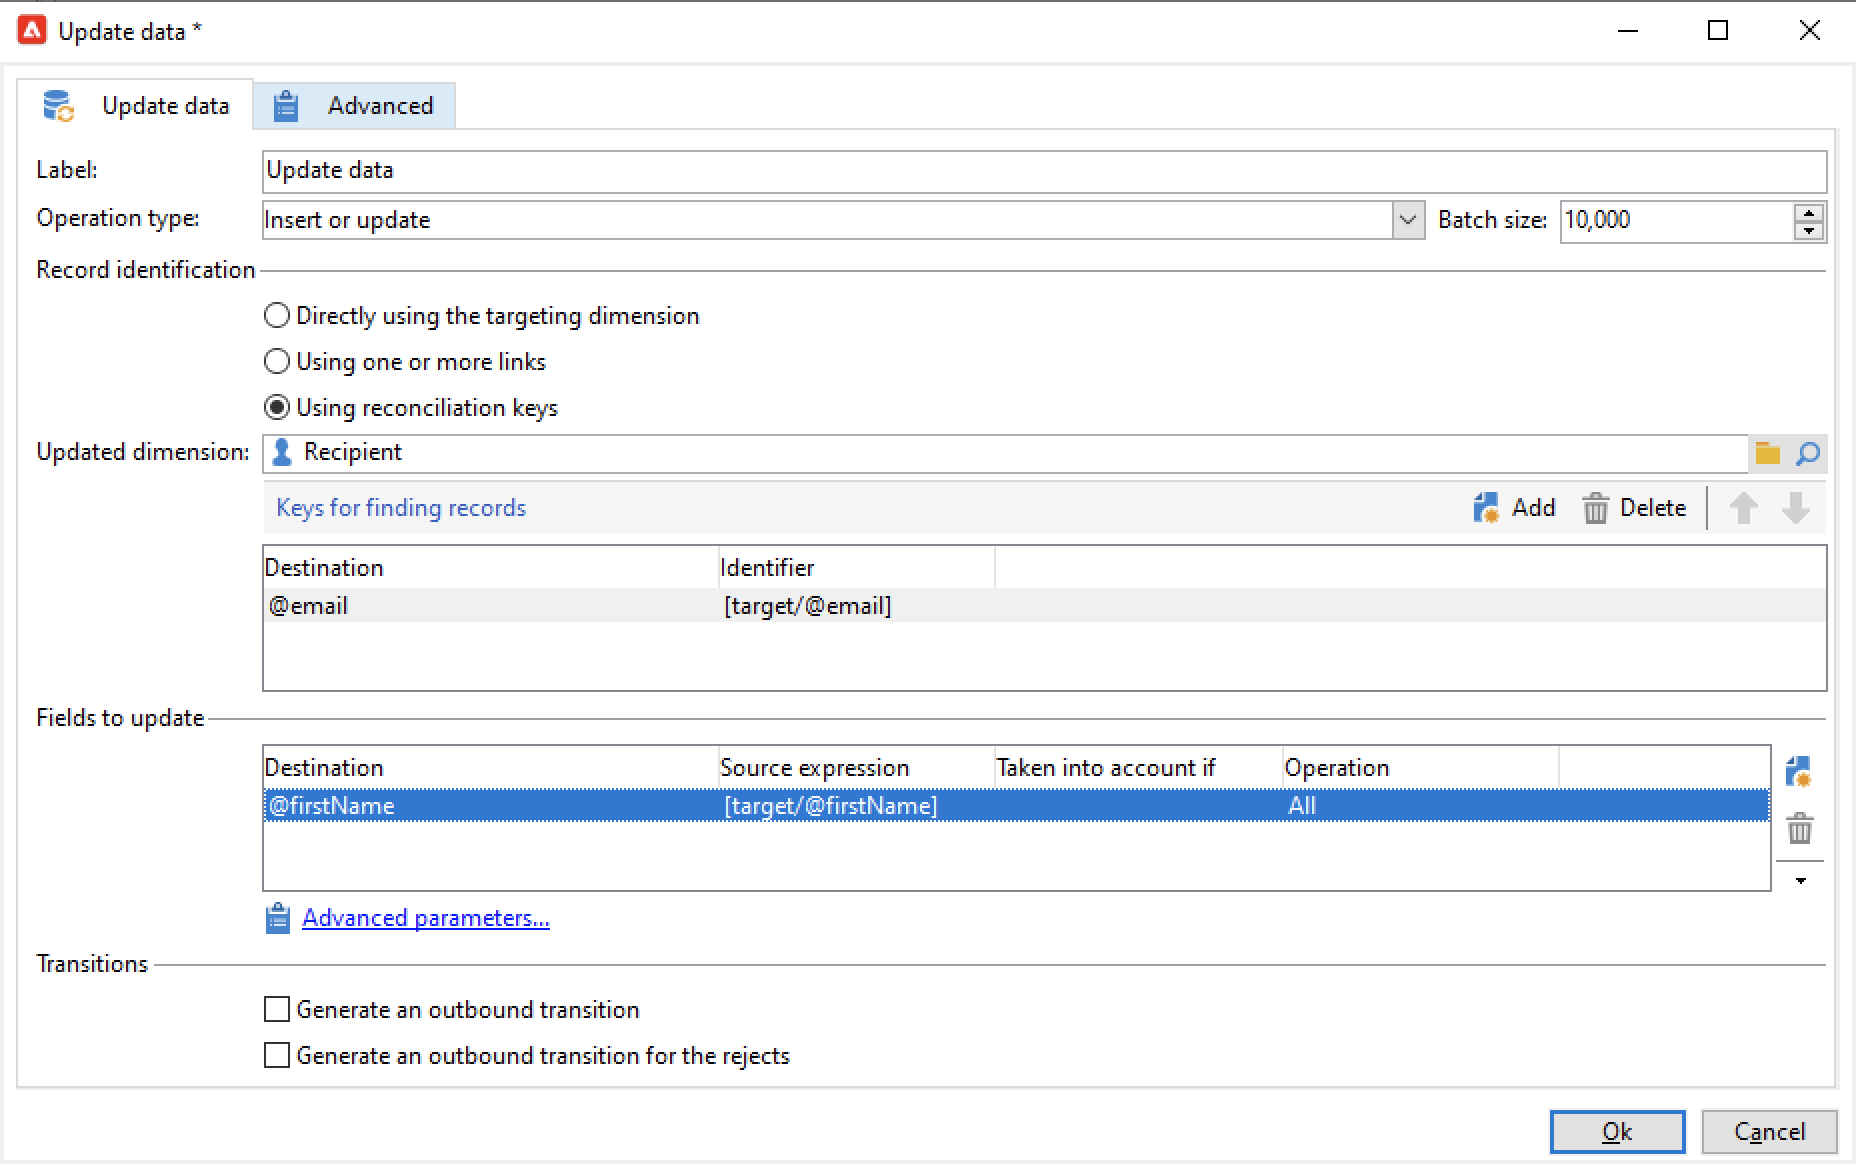 Update data *
Update data Advanced
Label: Update data
Operation type: Insert or update Batch size: 10,000
Record identification
Directly using the targeting dimension
Using one or more links
Using reconciliation keys
Updated dimension: Recipient
Keys for finding records Add Delete
Destination Identifier
@email [target/@email]
Fields to update
Destination Source expression Taken into account if Operation
@firstName [target/@firstName] All
Advanced parameters...
Transitions
Generate an outbound transition
Generate an outbound transition for the rejects
Ok Cancel